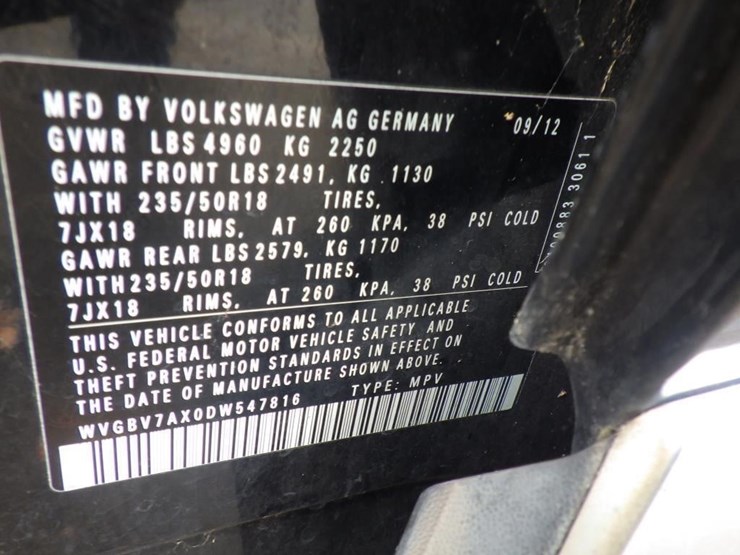 MFD BY VOLKSWAGEN AG GERMANY 09/12
GVWR LBS 4960 KG 2250
GAWR FRONT LBS 2491, KG 1130
WITH 235/50R18 TIRES,
7JX18 RIMS, AT 260 KPA, 38 PSI COLD
GAWR REAR LBS 2579, KG 1170
WITH 235/50R18 TIRES,
7JX18 RIMS, AT 260 KPA, 38 PSI COLD
THIS VEHICLE CONFORMS TO ALL APPLICABLE
U.S. FEDERAL MOTOR VEHICLE SAFETY AND
THEFT PREVENTION STANDARDS IN EFFECT ON
THE DATE OF MANUFACTURE SHOWN ABOVE.
WVGBV7AX0DW547816 TYPE: MPV
30611